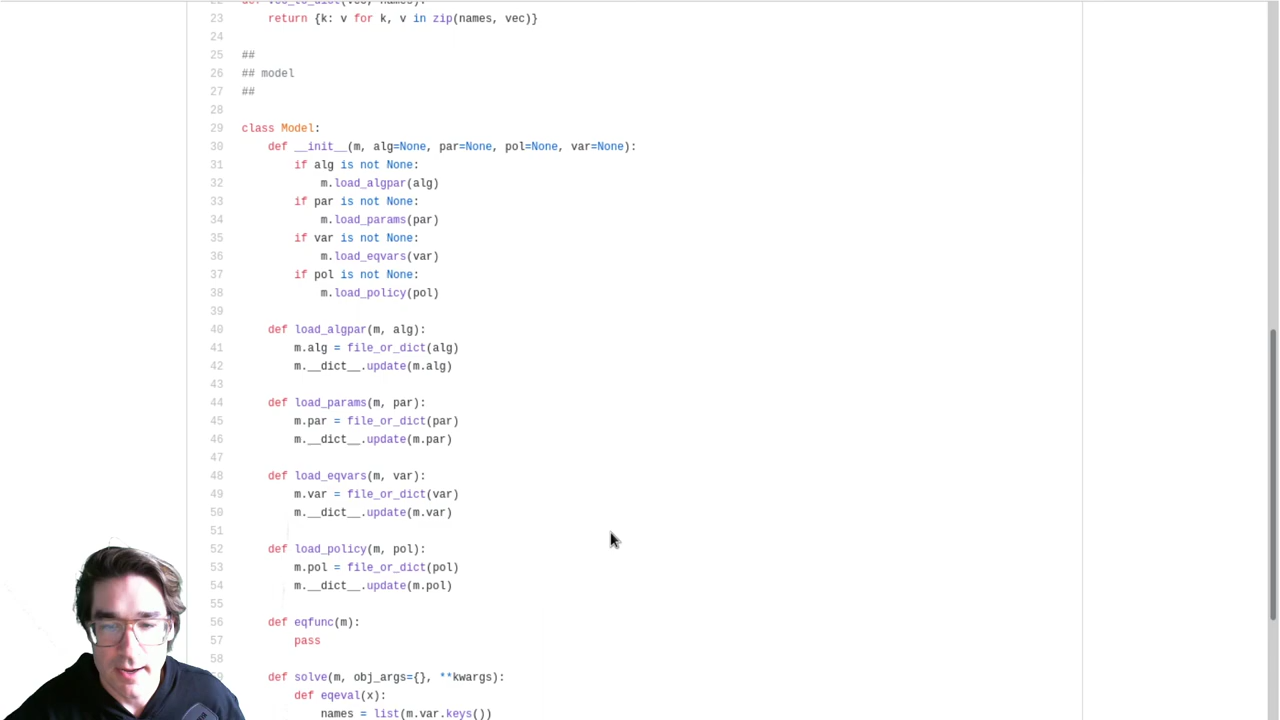 23 return {k: v for k, v in zip(names, vec)}
24
25 ##
26 ## model
27 ##
28
29 class Model:
30 def __init__(m, alg=None, par=None, pol=None, var=None):
31 if alg is not None:
32 m.load_algpar(alg)
33 if par is not None:
34 m.load_params(par)
35 if var is not None:
36 m.load_eqvars(var)
37 if pol is not None:
38 m.load_policy(pol)
39
40 def load_algpar(m, alg):
41 m.alg = file_or_dict(alg)
42 m.__dict__.update(m.alg)
43
44 def load_params(m, par):
45 m.par = file_or_dict(par)
46 m.__dict__.update(m.par)
47
48 def load_eqvars(m, var):
49 m.var = file_or_dict(var)
50 m.__dict__.update(m.var)
51
52 def load_policy(m, pol):
53 m.pol = file_or_dict(pol)
54 m.__dict__.update(m.pol)
55
56 def eqfunc(m):
57 pass
58
def solve(m, obj_args={}, **kwargs):
def eqeval(x):
names = list(m.var.keys())